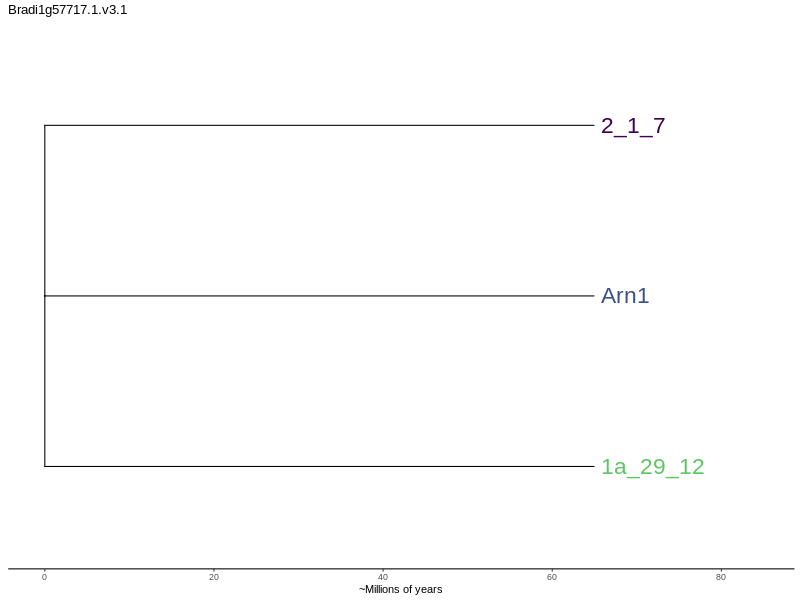 Bradi1g57717.1.v3.1
2_1_7
Arn1
1a_29_12
0 20 40 60 80
~Millions of years